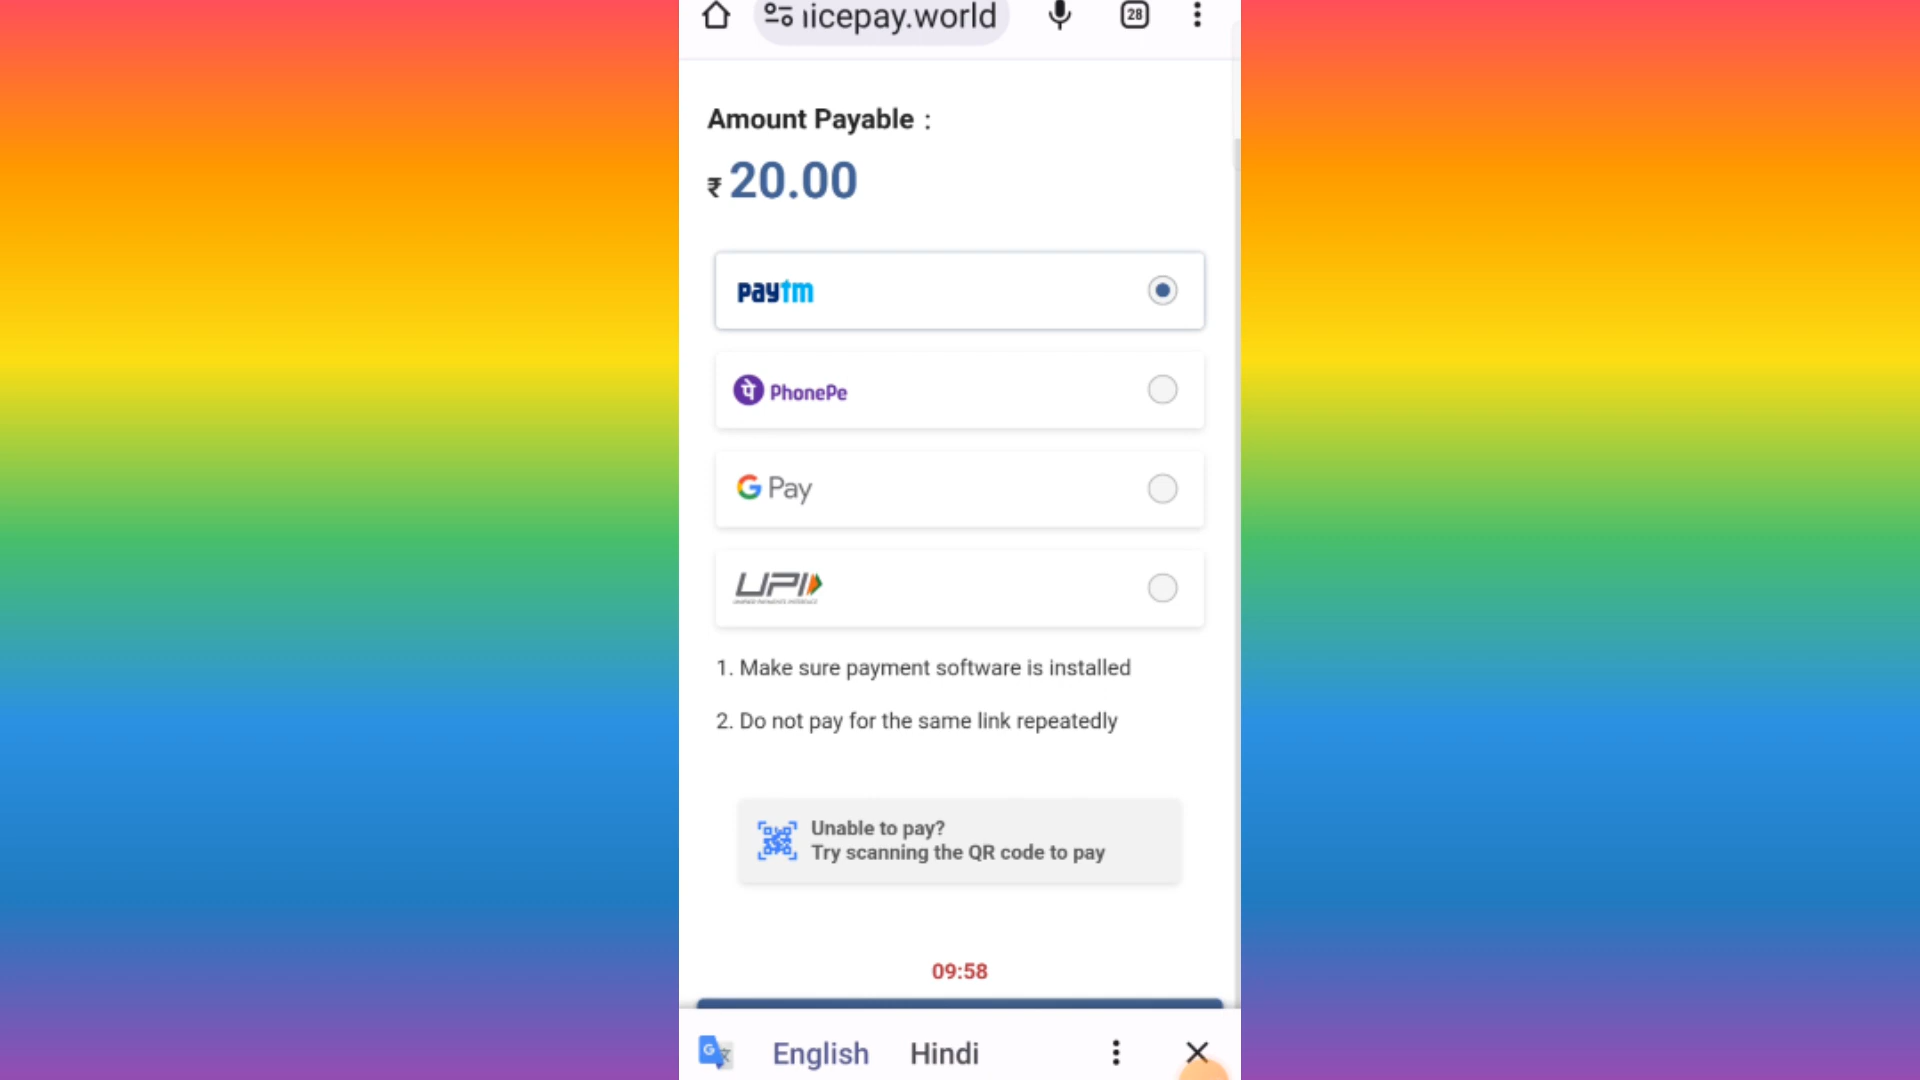 nicepay.world
28
Amount Payable :
₹ 20.00
paytm
पे PhonePe
G Pay
UPI
1. Make sure payment software is installed
2. Do not pay for the same link repeatedly
Unable to pay?
Try scanning the QR code to pay
09:58
English Hindi